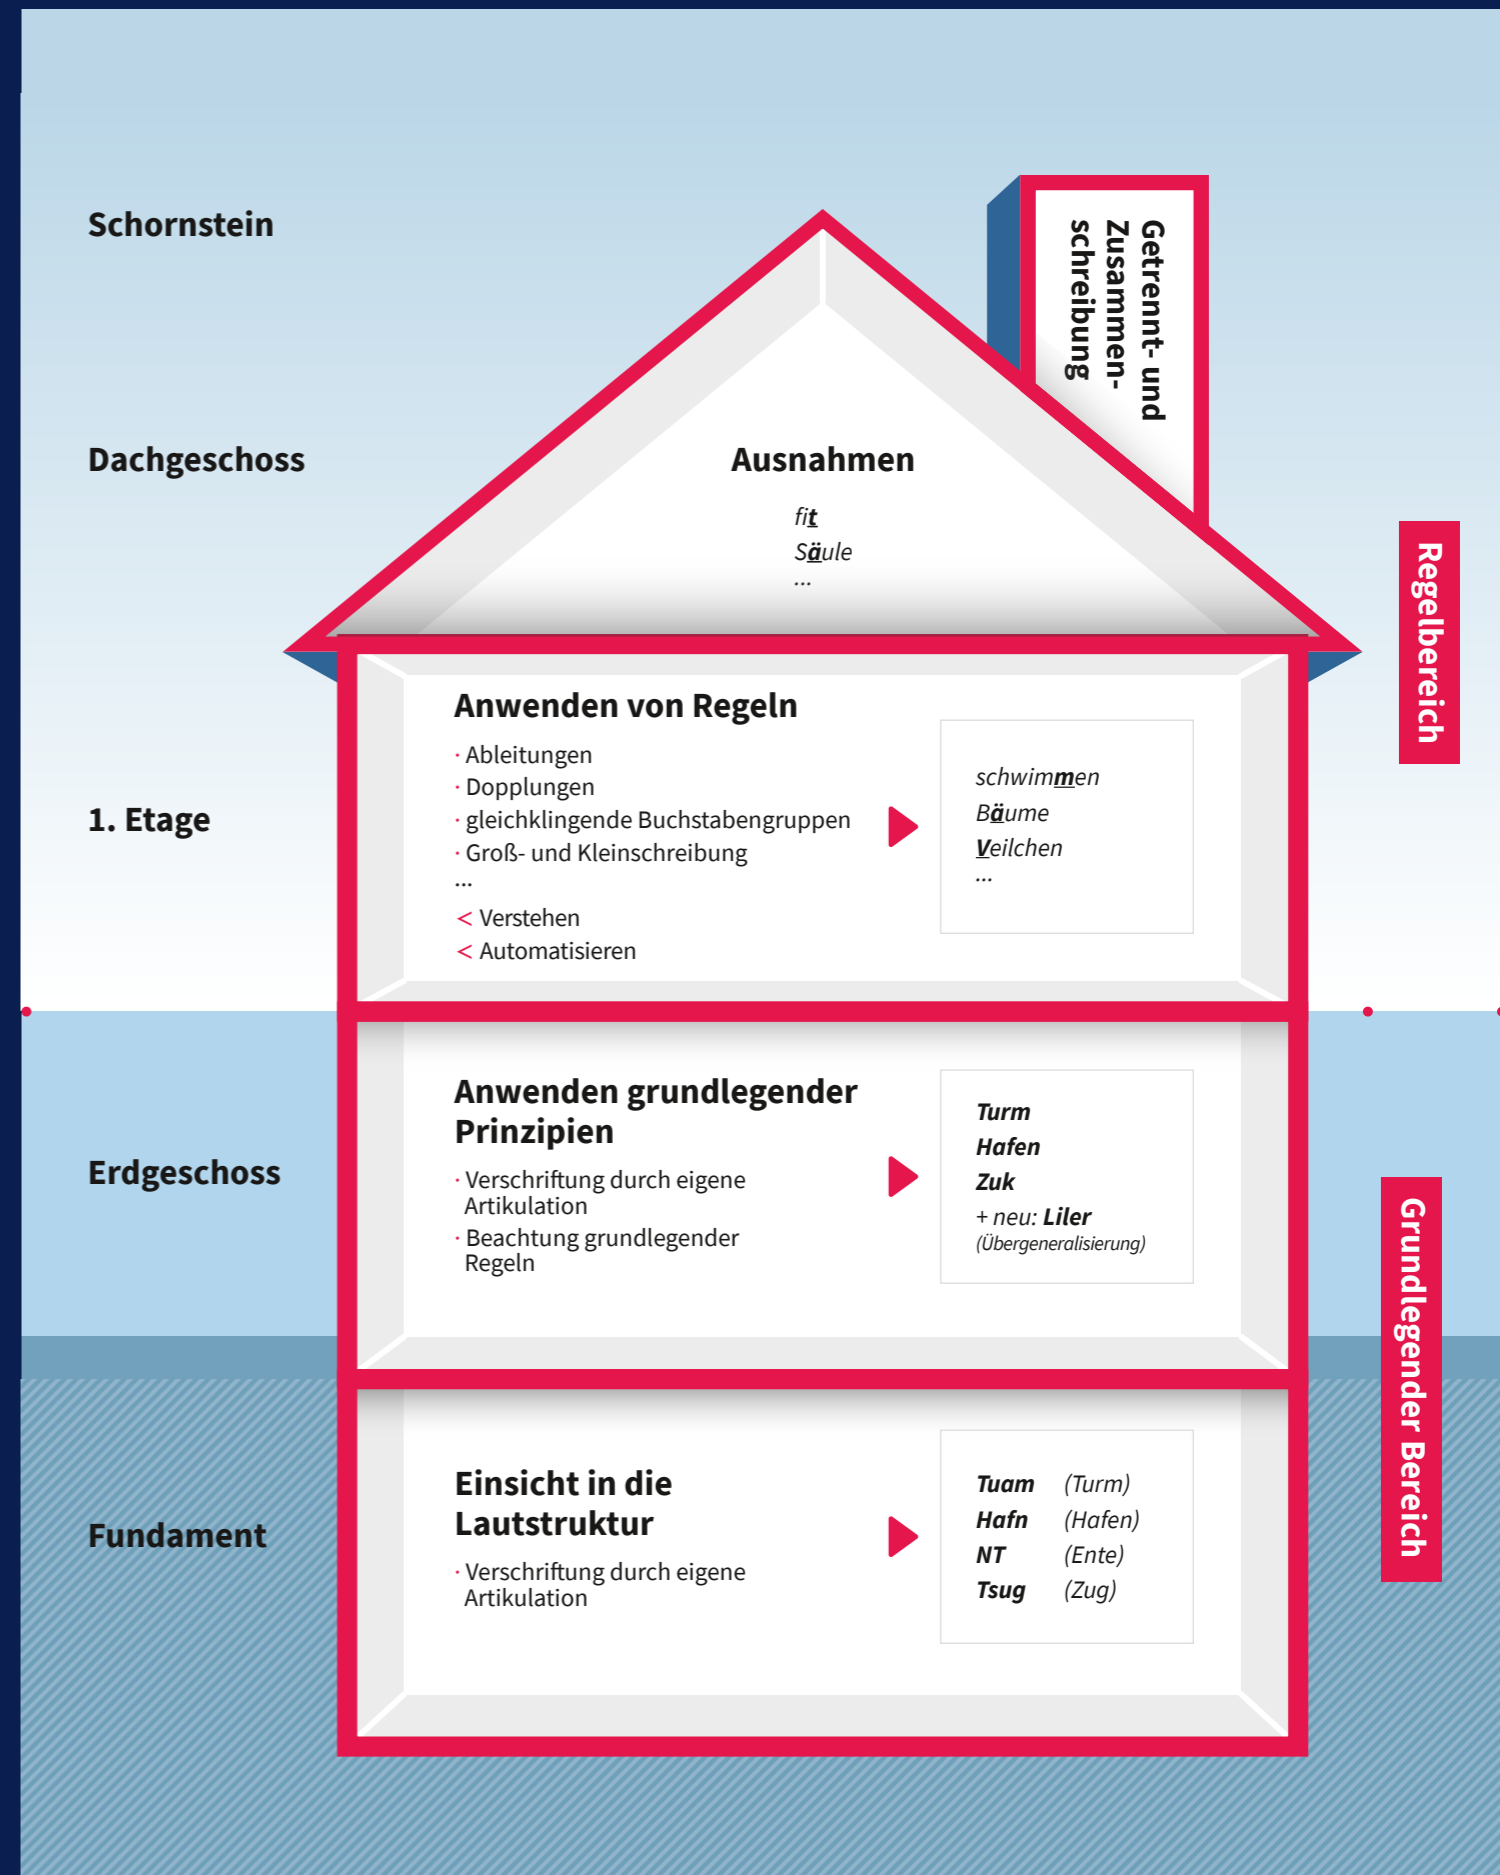 Schornstein
Getrennt- und
Zusammen-
schreibung
Dachgeschoss
Ausnahmen
fit
Säule
...
Regelbereich
1. Etage
Anwenden von Regeln
· Ableitungen
· Dopplungen
· gleichklingende Buchstabengruppen
· Groß- und Kleinschreibung
...
< Verstehen
< Automatisieren
schwimmen
Bäume
Veilchen
...
Erdgeschoss
Anwenden grundlegender
Prinzipien
· Verschriftung durch eigene
Artikulation
· Beachtung grundlegender
Regeln
Turm
Hafen
Zuk
+ neu: Liler
(Übergeneralisierung)
Grundlegender Bereich
Fundament
Einsicht in die
Lautstruktur
· Verschriftung durch eigene
Artikulation
Tuam (Turm)
Hafn (Hafen)
NT (Ente)
Tsug (Zug)